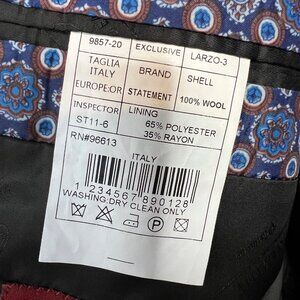 9857-20 EXCLUSIVE LARZO-3
TAGLIA BRAND SHELL
ITALY
EUROPE:OR STATEMENT 100% WOOL
INSPECTOR LINING
ST11-6 65% POLYESTER
35% RAYON
RN#96613
ITALY
1 234567 890128
WASHING:DRY CLEAN ONLY